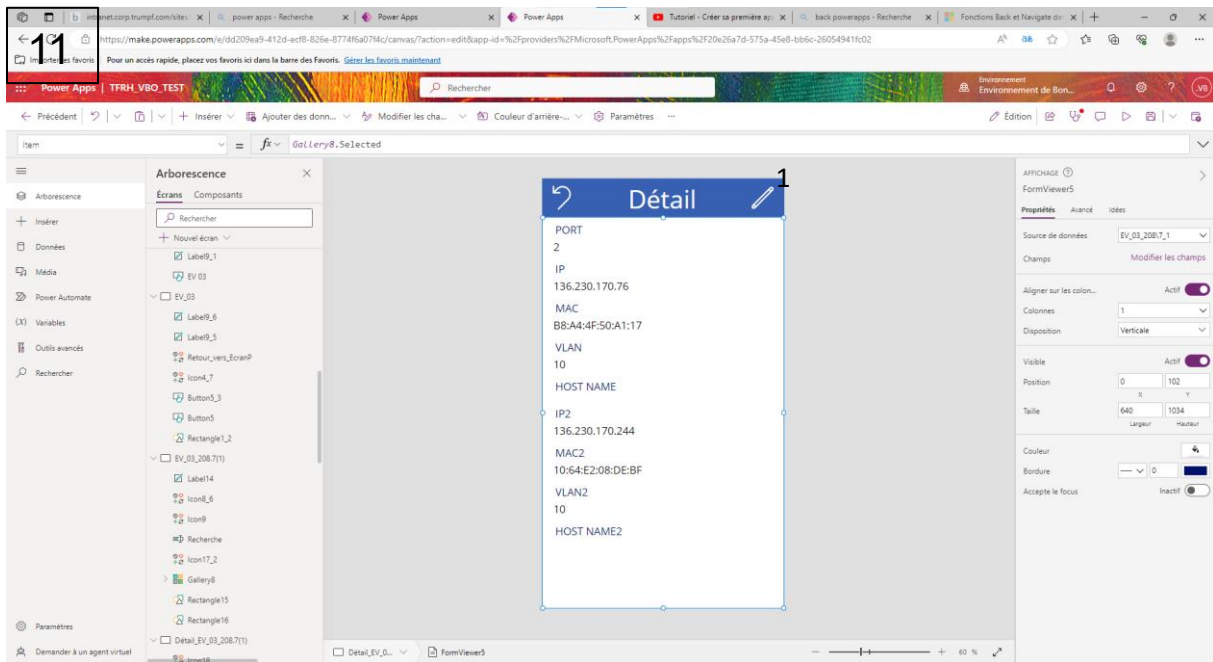 intranet.corp.trumpf.com/sites
power apps - Recherche
Power Apps
Power Apps
Tutoriel - Créer sa première ap
back powerapps - Recherche
Fonctions Back et Navigate da
11
https://make.powerapps.com/e/dd209ea9-412d-ecf8-826e-8774f6a07f4c/canvas/?action=edit&app-id=%2Fproviders%2FMicrosoft.PowerApps%2Fapps%2F20e26a7d-575a-45e8-bb6c-26054941fc02
Importer les favoris
Pour un accès rapide, placez vos favoris ici dans la barre des Favoris. Gérer les favoris maintenant
Power Apps | TFRH_VBO_TEST
Rechercher
Environnement
Environnement de Bon...
Précédent
Insérer
Ajouter des donn...
Modifier les cha...
Couleur d'arrière-...
Paramètres
Édition
Item
=
fx
Gallery8.Selected
Arborescence
Insérer
Données
Média
Power Automate
Variables
Outils avancés
Rechercher
Paramètres
Demander à un agent virtuel
Arborescence
Écrans
Composants
Rechercher
Nouvel écran
Label9_1
EV 03
EV_03
Label9_6
Label9_5
Retour_vers_EcranP
Icon4_7
Button5_3
Button5
Rectangle1_2
EV_03_208.7(1)
Label14
Icon8_6
Icon9
Recherche
Icon17_2
Gallery8
Rectangle15
Rectangle16
Détail_EV_03_208.7(1)
Icon18
Détail
1
PORT
2
IP
136.230.170.76
MAC
B8:A4:4F:50:A1:17
VLAN
10
HOST NAME
IP2
136.230.170.244
MAC2
10:64:E2:08:DE:BF
VLAN2
10
HOST NAME2
Détail_EV_0...
FormViewer5
60 %
AFFICHAGE
FormViewer5
Propriétés
Avancé
Idées
Source de données
EV_03_208\7_1
Champs
Modifier les champs
Aligner sur les colon...
Actif
Colonnes
1
Disposition
Verticale
Visible
Actif
Position
0
102
X
Y
Taille
640
1034
Largeur
Hauteur
Couleur
Bordure
0
Accepte le focus
Inactif